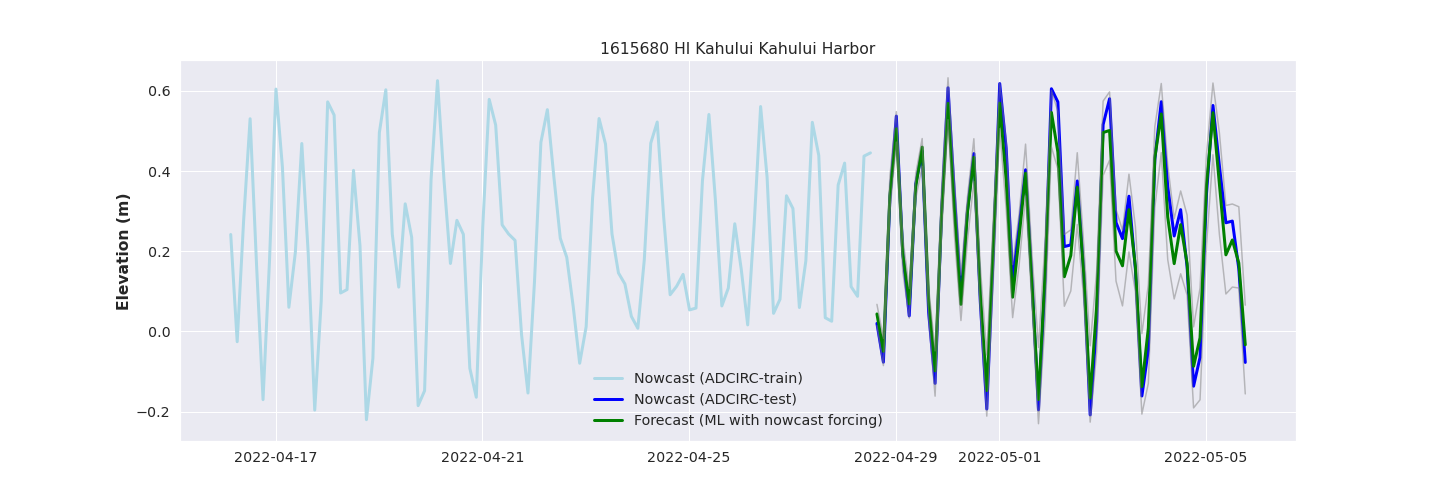 1615680 HI Kahului Kahului Harbor
Elevation (m)
0.6
0.4
0.2
0.0
−0.2
Nowcast (ADCIRC-train)
Nowcast (ADCIRC-test)
Forecast (ML with nowcast forcing)
2022-04-17 2022-04-21 2022-04-25 2022-04-29 2022-05-01 2022-05-05